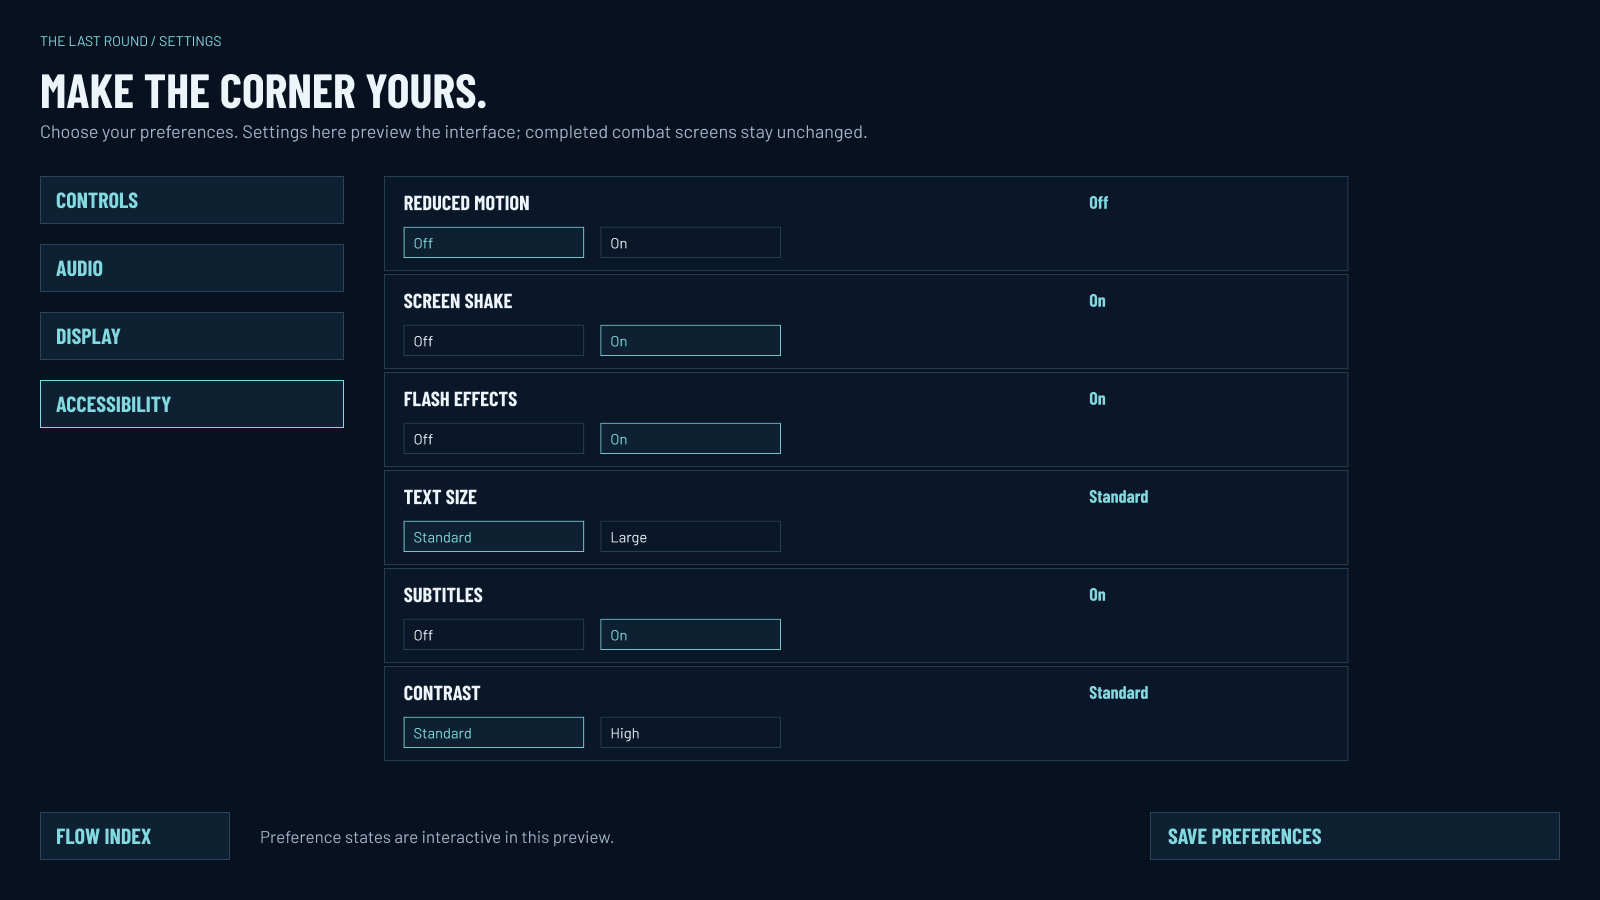 THE LAST ROUND / SETTINGS
MAKE THE CORNER YOURS.
Choose your preferences. Settings here preview the interface; completed combat screens stay unchanged.
CONTROLS
AUDIO
DISPLAY
ACCESSIBILITY
REDUCED MOTION Off
Off On
SCREEN SHAKE On
Off On
FLASH EFFECTS On
Off On
TEXT SIZE Standard
Standard Large
SUBTITLES On
Off On
CONTRAST Standard
Standard High
FLOW INDEX Preference states are interactive in this preview. SAVE PREFERENCES